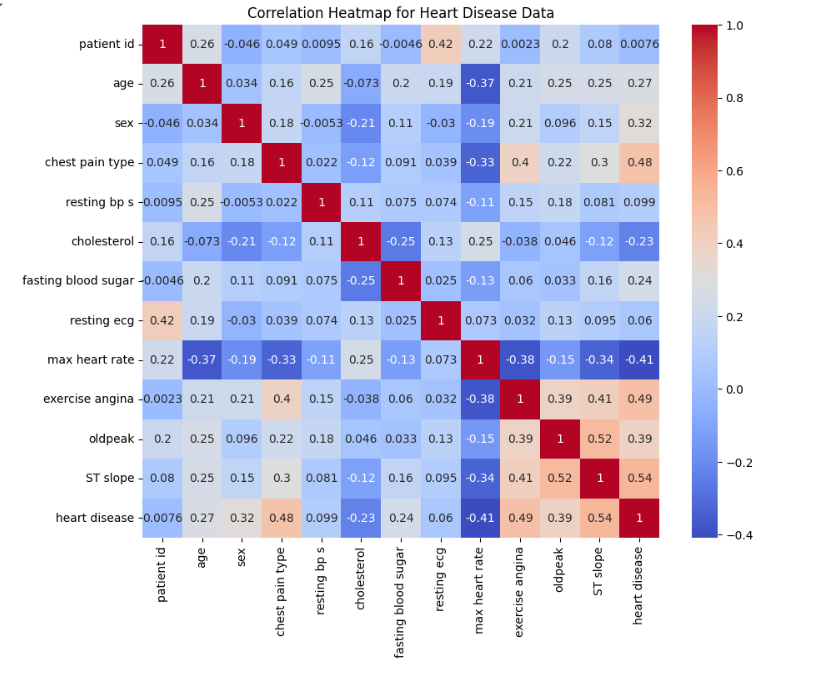 Correlation Heatmap for Heart Disease Data
patient id 1 0.26 -0.046 0.049 0.0095 0.16 -0.0046 0.42 0.22 0.0023 0.2 0.08 0.0076
age 0.26 1 0.034 0.16 0.25 -0.073 0.2 0.19 -0.37 0.21 0.25 0.25 0.27
sex -0.046 0.034 1 0.18 -0.0053 -0.21 0.11 -0.03 -0.19 0.21 0.096 0.15 0.32
chest pain type 0.049 0.16 0.18 1 0.022 -0.12 0.091 0.039 -0.33 0.4 0.22 0.3 0.48
resting bp s 0.0095 0.25 -0.0053 0.022 1 0.11 0.075 0.074 -0.11 0.15 0.18 0.081 0.099
cholesterol 0.16 -0.073 -0.21 -0.12 0.11 1 -0.25 0.13 0.25 -0.038 0.046 -0.12 -0.23
fasting blood sugar -0.0046 0.2 0.11 0.091 0.075 -0.25 1 0.025 -0.13 0.06 0.033 0.16 0.24
resting ecg 0.42 0.19 -0.03 0.039 0.074 0.13 0.025 1 0.073 0.032 0.13 0.095 0.06
max heart rate 0.22 -0.37 -0.19 -0.33 -0.11 0.25 -0.13 0.073 1 -0.38 -0.15 -0.34 -0.41
exercise angina 0.0023 0.21 0.21 0.4 0.15 -0.038 0.06 0.032 -0.38 1 0.39 0.41 0.49
oldpeak 0.2 0.25 0.096 0.22 0.18 0.046 0.033 0.13 -0.15 0.39 1 0.52 0.39
ST slope 0.08 0.25 0.15 0.3 0.081 -0.12 0.16 0.095 -0.34 0.41 0.52 1 0.54
heart disease 0.0076 0.27 0.32 0.48 0.099 -0.23 0.24 0.06 -0.41 0.49 0.39 0.54 1
patient id
age
sex
chest pain type
resting bp s
cholesterol
fasting blood sugar
resting ecg
max heart rate
exercise angina
oldpeak
ST slope
heart disease
1.0
0.8
0.6
0.4
0.2
0.0
−0.2
−0.4